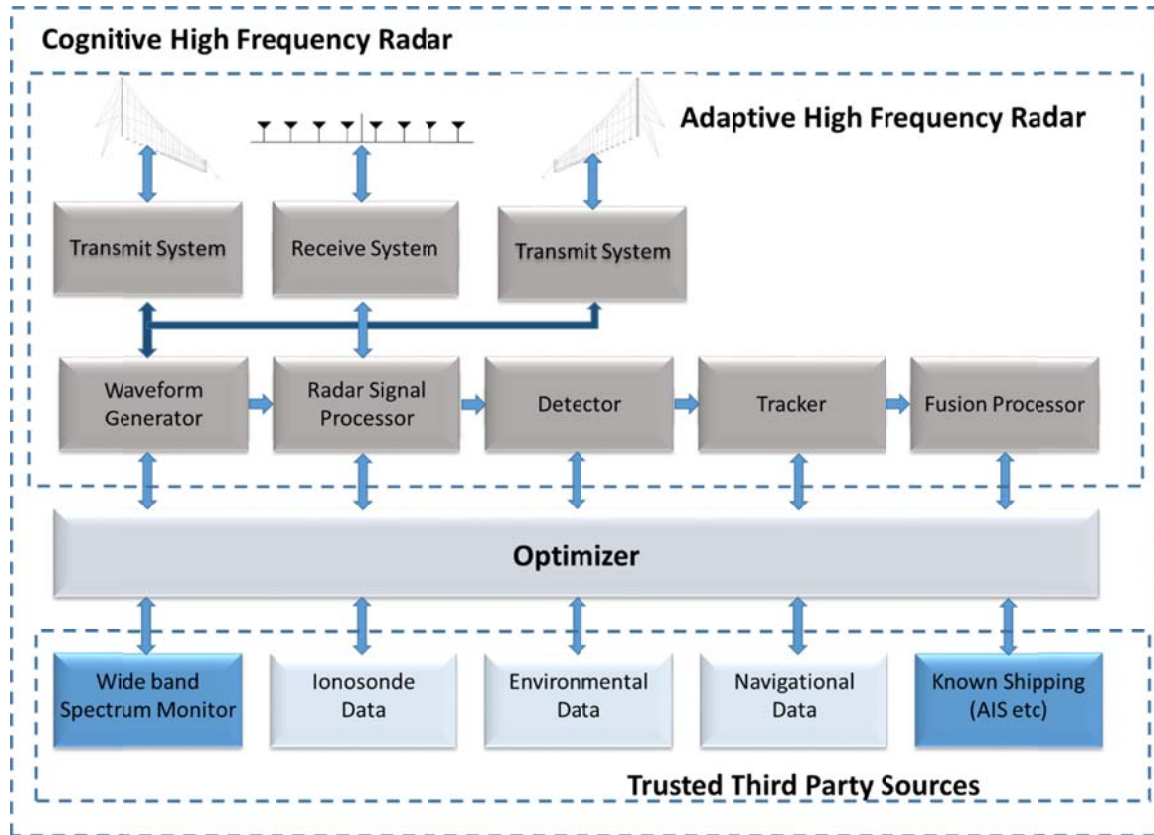 Cognitive High Frequency Radar
Adaptive High Frequency Radar
Transmit System
Receive System
Transmit System
Waveform
Generator
Radar Signal
Processor
Detector
Tracker
Fusion Processor
Optimizer
Wide band
Spectrum Monitor
Ionosonde
Data
Environmental
Data
Navigational
Data
Known Shipping
(AIS etc)
Trusted Third Party Sources